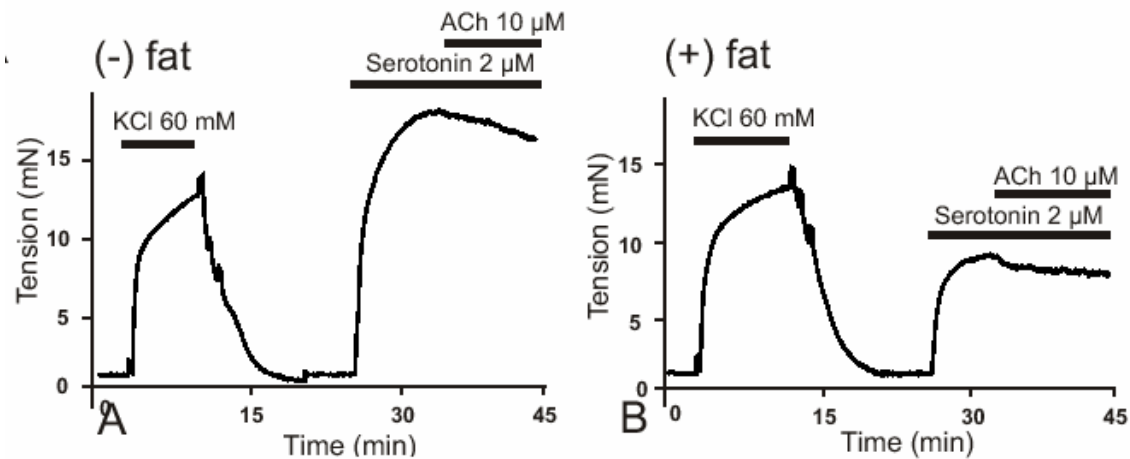 ACh 10 µM
(-) fat
Serotonin 2 µM
KCl 60 mM
15
10
5
0
Tension (mN)
0
15
30
45
A
Time (min)
(+) fat
KCl 60 mM
ACh 10 µM
Serotonin 2 µM
15
10
5
0
Tension (mN)
0
15
30
45
B
Time (min)